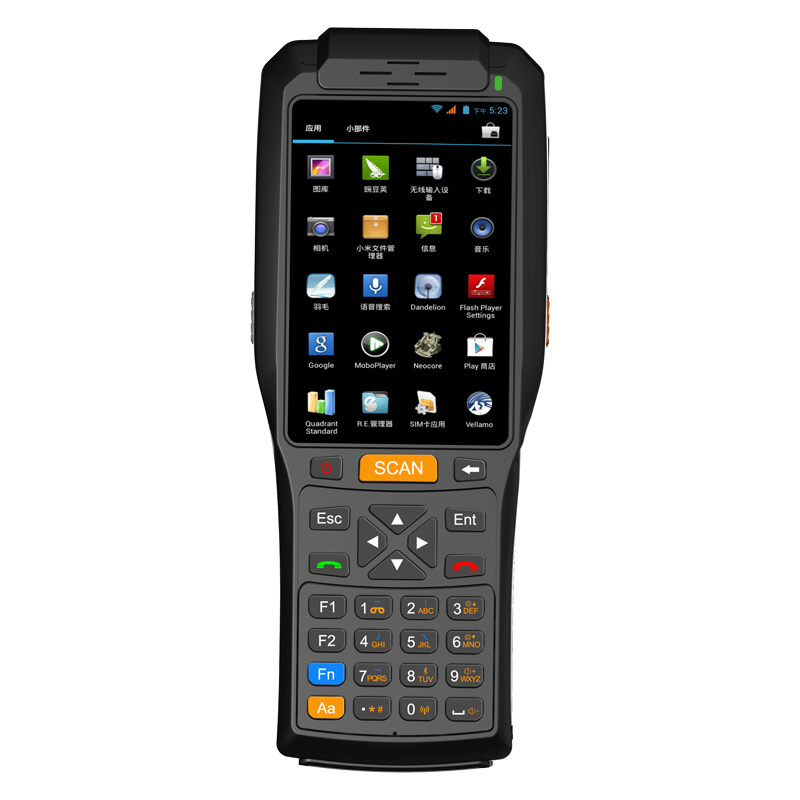 下午 5:23
应用 小部件
图库 豌豆荚 无线输入设备 下载
相机 小米文件管理器 信息 音乐
1
羽毛 语音搜索 Dandelion Flash Player Settings
8
Google MoboPlayer Neocore Play 商店
Quadrant Standard R.E.管理器 SIM卡应用 Vellamo
SCAN
Esc Ent
F1 1 2 ABC 3 DEF
F2 4 GHI 5 JKL 6 MNO
Fn 7 PQRS 8 TUV 9 WXYZ
Aa . * # 0